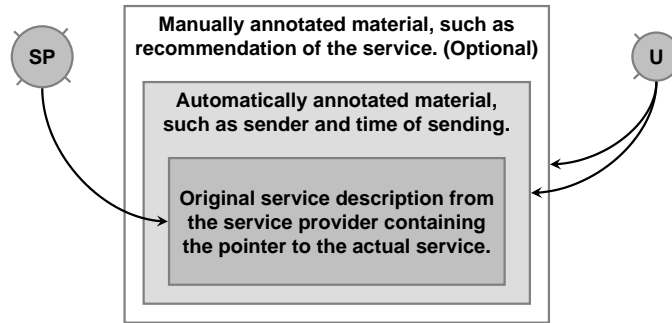 Manually annotated material, such as
recommendation of the service. (Optional)
SP
U
Automatically annotated material,
such as sender and time of sending.
Original service description from
the service provider containing
the pointer to the actual service.